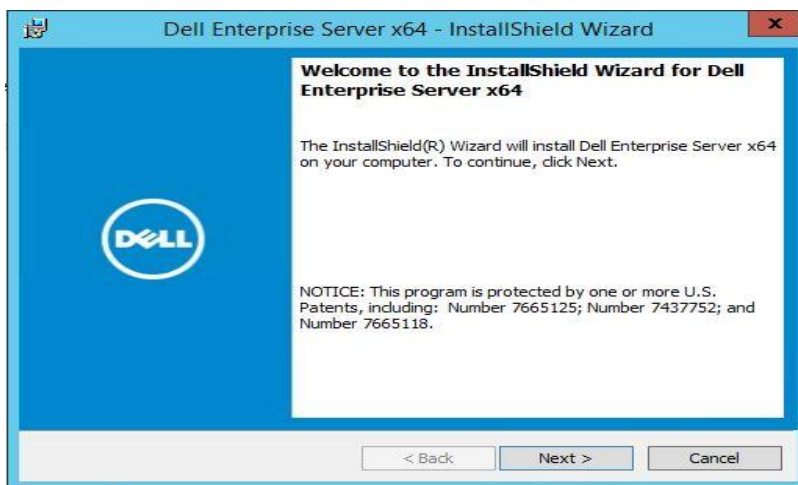 Dell Enterprise Server x64 - InstallShield Wizard
x
Welcome to the InstallShield Wizard for Dell
Enterprise Server x64
The InstallShield(R) Wizard will install Dell Enterprise Server x64
on your computer. To continue, click Next.
DELL
NOTICE: This program is protected by one or more U.S.
Patents, including:  Number 7665125; Number 7437752; and
Number 7665118.
< Back
Next >
Cancel